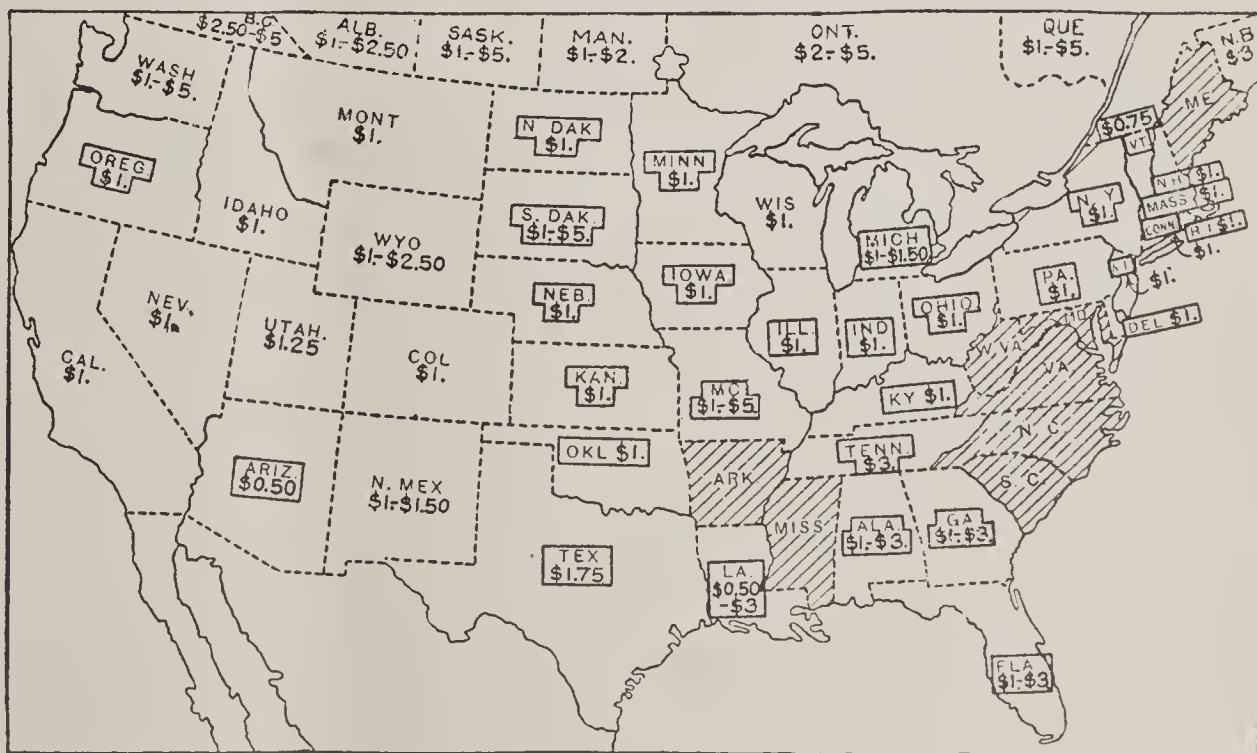 B.C.
$2.50-$5
ALB.
$1.-$2.50
SASK.
$1.-$5.
MAN.
$1.-$2.
ONT.
$2.-$5.
QUE
$1.-$5.
N.B
$3
WASH
$1.-$5.
MONT
$1.
N DAK
$1.
MINN
$1.
ME
$0.75
VT.
OREG
$1.
IDAHO
$1.
WYO
$1.-$2.50
S. DAK.
$1.-$5.
WIS
$1.
MICH
$1-$1.50
N.Y
$1.
N H $1.
MASS $1.
CONN
R I $1.
$1.
NEV.
$1.
UTAH.
$1.25
COL
$1.
NEB.
$1.
IOWA
$1.
ILL.
$1.
IND
$1.
OHIO
$1.
PA.
$1.
N J
$1.
MD
DEL $1.
CAL.
$1.
KAN.
$1.
MO.
$1.-$5.
KY $1.
W VA
VA.
ARIZ
$0.50
N. MEX
$1.-$1.50
OKL $1.
ARK
TENN.
$3.
N C
S. C.
TEX
$1.75
LA.
$0.50
-$3
MISS
ALA.
$1.-$3.
GA
$1.-$3.
FLA
$1.-$3